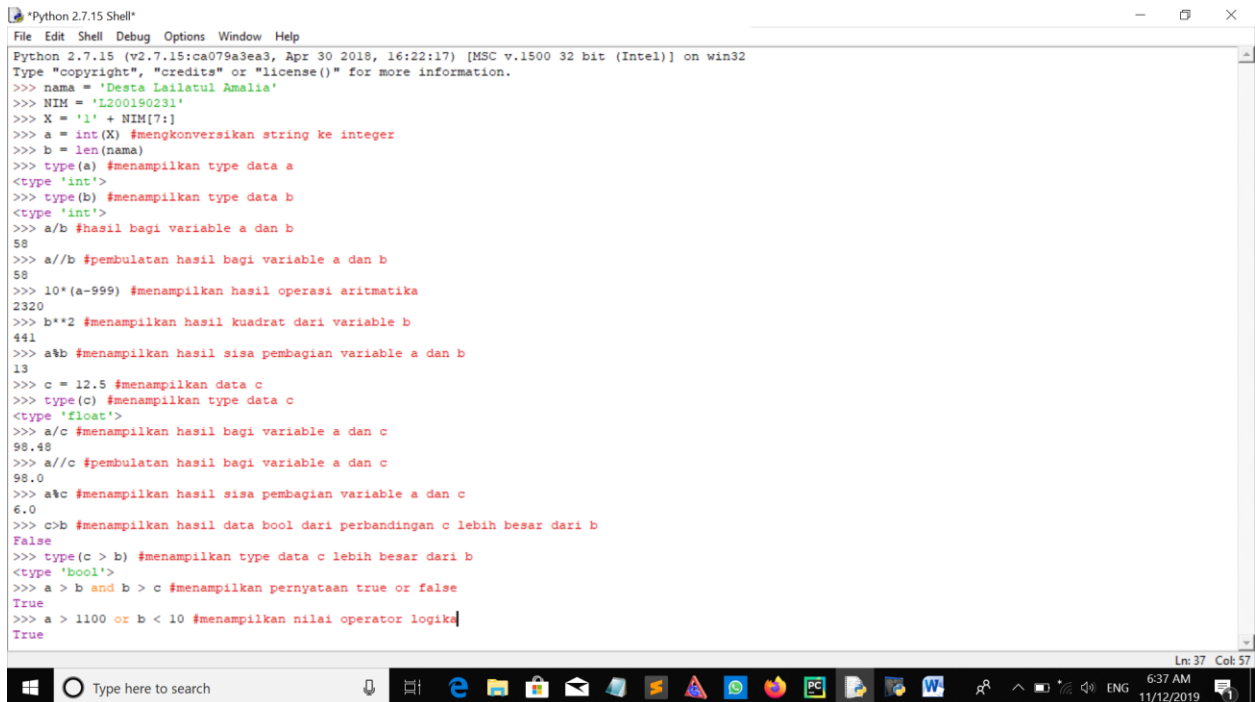 *Python 2.7.15 Shell*
File Edit Shell Debug Options Window Help
Python 2.7.15 (v2.7.15:ca079a3ea3, Apr 30 2018, 16:22:17) [MSC v.1500 32 bit (Intel)] on win32
Type "copyright", "credits" or "license()" for more information.
>>> nama = 'Desta Lailatul Amalia'
>>> NIM = 'L200190231'
>>> X = '1' + NIM[7:]
>>> a = int(X) #mengkonversikan string ke integer
>>> b = len(nama)
>>> type(a) #menampilkan type data a
<type 'int'>
>>> type(b) #menampilkan type data b
<type 'int'>
>>> a/b #hasil bagi variable a dan b
58
>>> a//b #pembulatan hasil bagi variable a dan b
58
>>> 10*(a-999) #menampilkan hasil operasi aritmatika
2320
>>> b**2 #menampilkan hasil kuadrat dari variable b
441
>>> a%b #menampilkan hasil sisa pembagian variable a dan b
13
>>> c = 12.5 #menampilkan data c
>>> type(c) #menampilkan type data c
<type 'float'>
>>> a/c #menampilkan hasil bagi variable a dan c
98.48
>>> a//c #pembulatan hasil bagi variable a dan c
98.0
>>> a%c #menampilkan hasil sisa pembagian variable a dan c
6.0
>>> c>b #menampilkan hasil data bool dari perbandingan c lebih besar dari b
False
>>> type(c > b) #menampilkan type data c lebih besar dari b
<type 'bool'>
>>> a > b and b > c #menampilkan pernyataan true or false
True
>>> a > 1100 or b < 10 #menampilkan nilai operator logika
True
Ln: 37 Col: 57
Type here to search
PC
W
ENG
6:37 AM
11/12/2019
1